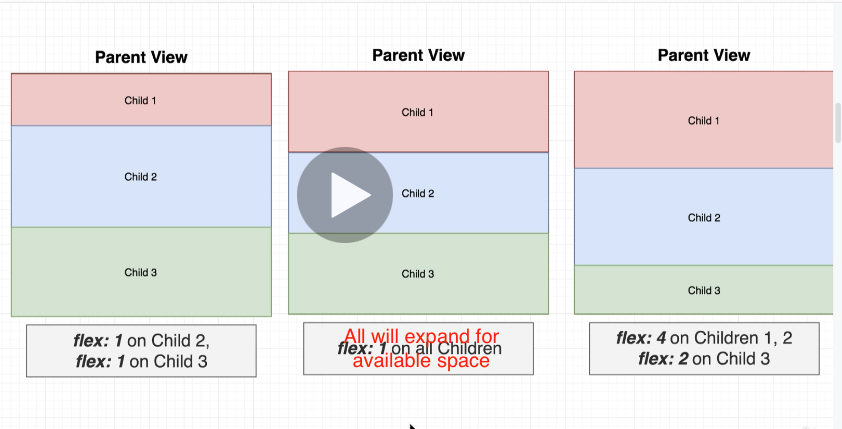 Parent View
Child 1
Child 2
Child 3
flex: 1 on Child 2,
flex: 1 on Child 3
Parent View
Child 1
Child 2
Child 3
All will expand for
flex: 1 on all Children
available space
Parent View
Child 1
Child 2
Child 3
flex: 4 on Children 1, 2
flex: 2 on Child 3